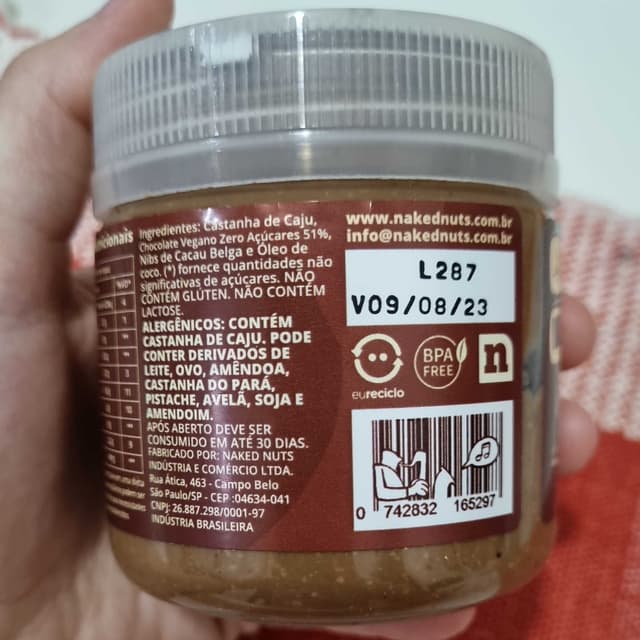 Ingredientes: Castanha de Caju,
Chocolate Vegano Zero Açúcares 51%,
Nibs de Cacau Belga e Óleo de
coco. (*) fornece quantidades não
significativas de açúcares. NÃO
CONTÉM GLÚTEN. NÃO CONTÉM
LACTOSE.
ALERGÊNICOS: CONTÉM
CASTANHA DE CAJU. PODE
CONTER DERIVADOS DE
LEITE, OVO, AMÊNDOA,
CASTANHA DO PARÁ,
PISTACHE, AVELÃ, SOJA E
AMENDOIM.
APÓS ABERTO DEVE SER
CONSUMIDO EM ATÉ 30 DIAS.
FABRICADO POR: NAKED NUTS
INDÚSTRIA E COMÉRCIO LTDA.
Rua Ática, 463 - Campo Belo
São Paulo/SP - CEP :04634-041
CNPJ: 26.887.298/0001-97
INDÚSTRIA BRASILEIRA
www.nakednuts.com.br
info@nakednuts.com.br
L287
V09/08/23
eureciclo
BPA
FREE
n
0 742832 165297